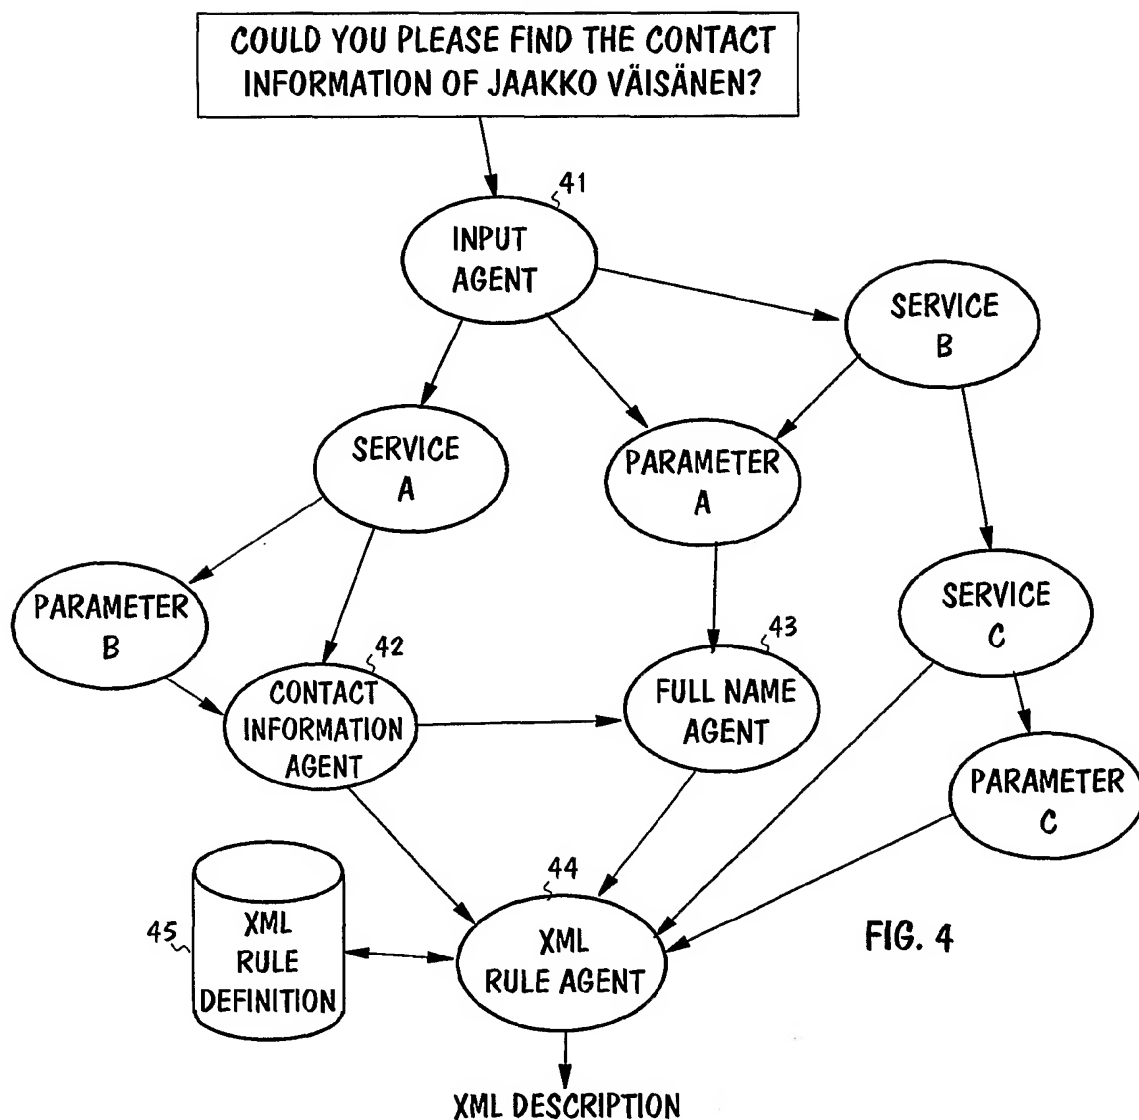 COULD YOU PLEASE FIND THE CONTACT
INFORMATION OF JAAKKO VÄISÄNEN?
41
INPUT
AGENT
SERVICE
B
SERVICE
A
PARAMETER
A
PARAMETER
B
SERVICE
C
42
CONTACT
INFORMATION
AGENT
43
FULL NAME
AGENT
PARAMETER
C
44
XML
RULE AGENT
45
XML
RULE
DEFINITION
FIG. 4
XML DESCRIPTION